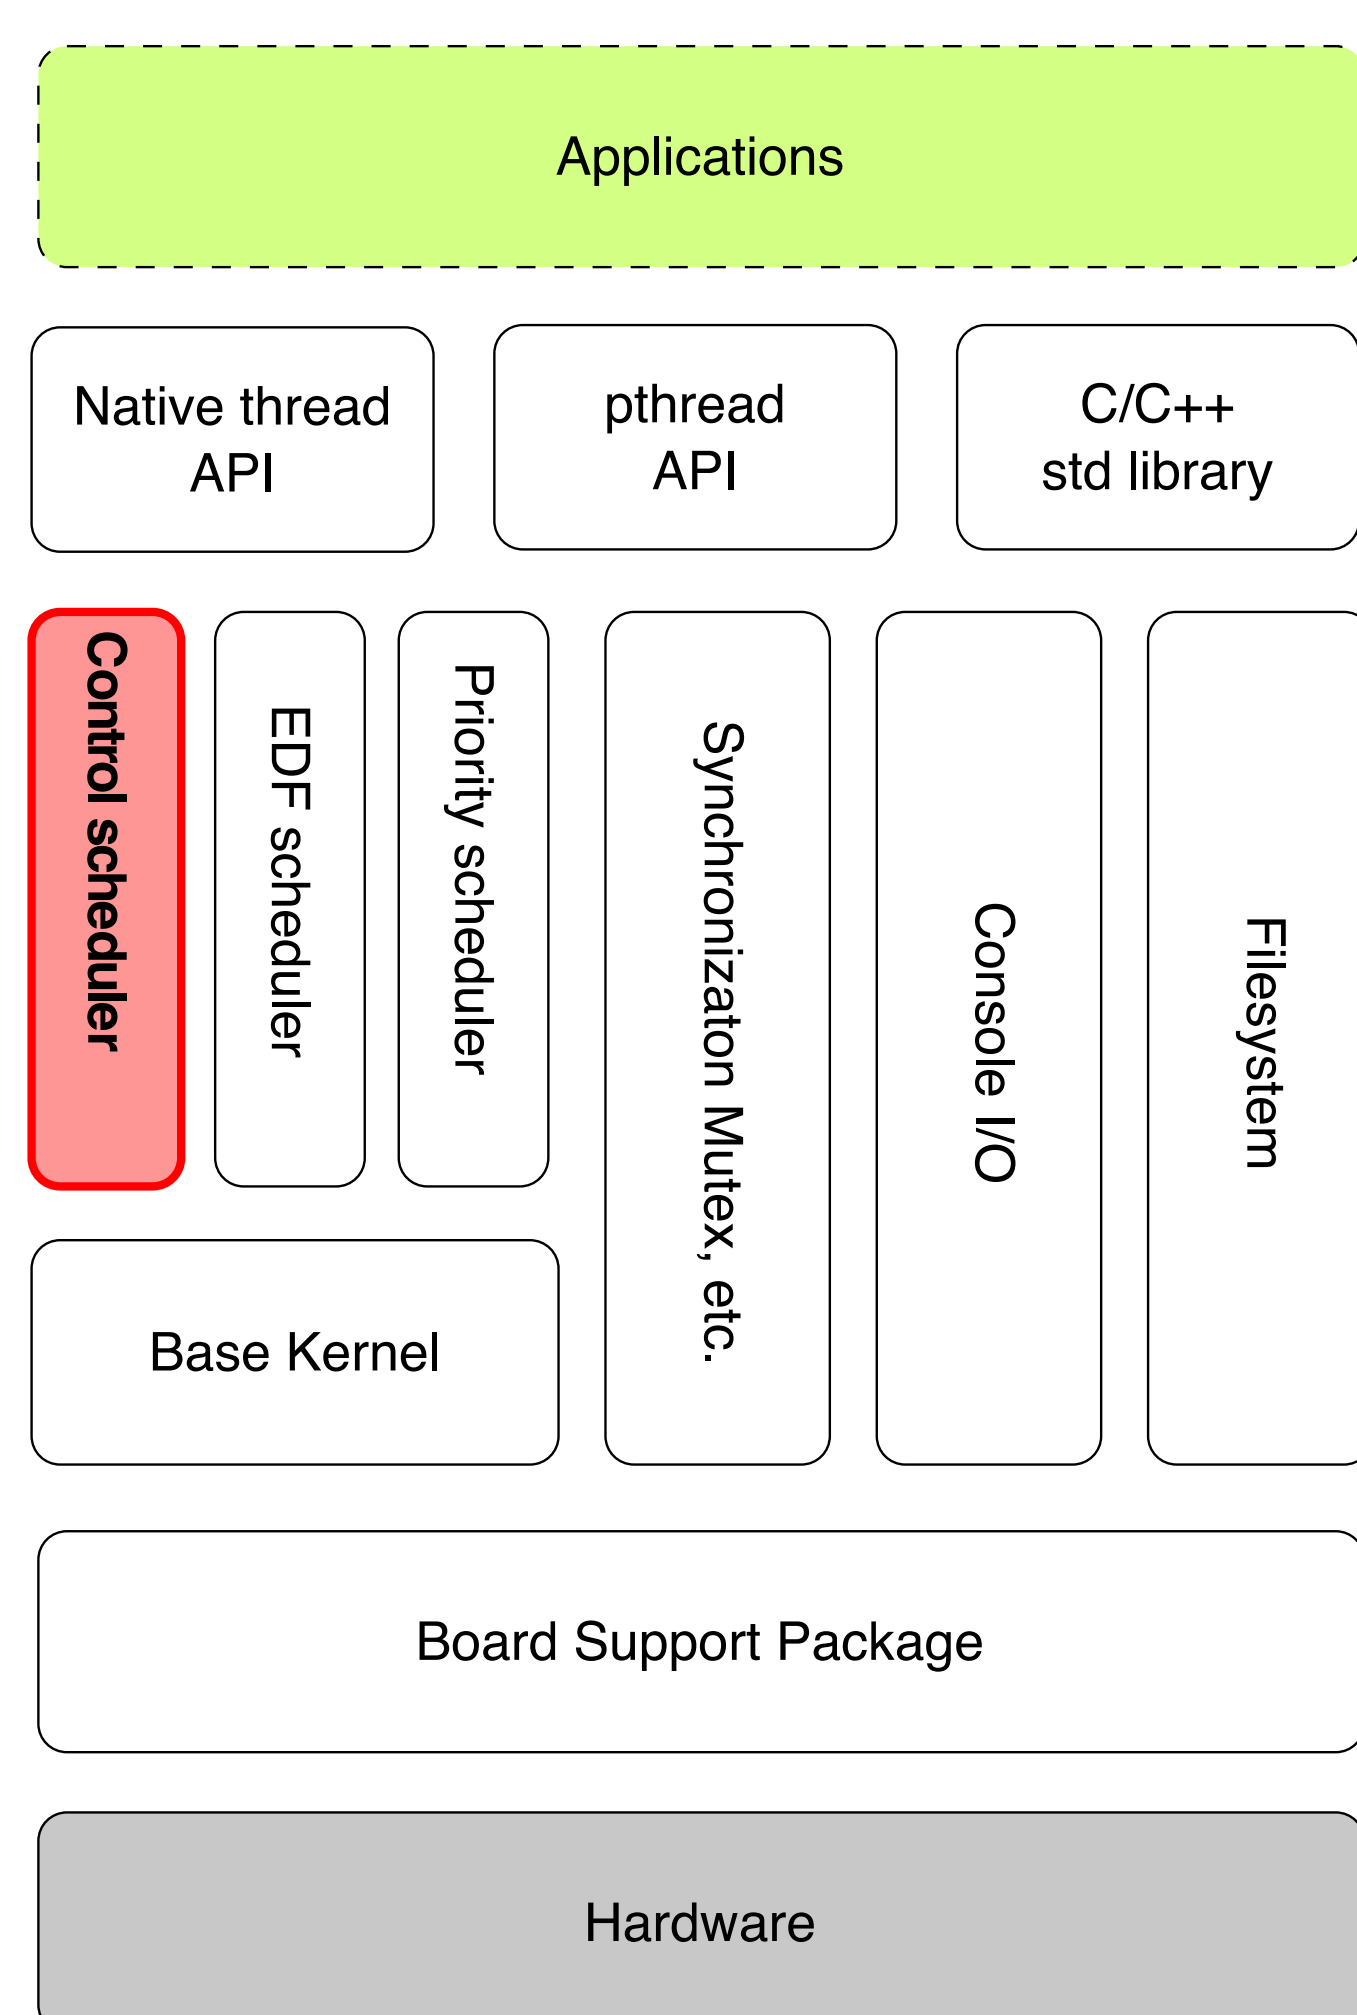 Applications
Native thread
API
pthread
API
C/C++
std library
Control scheduler
EDF scheduler
Priority scheduler
Synchronizaton Mutex, etc.
Console I/O
Filesystem
Base Kernel
Board Support Package
Hardware